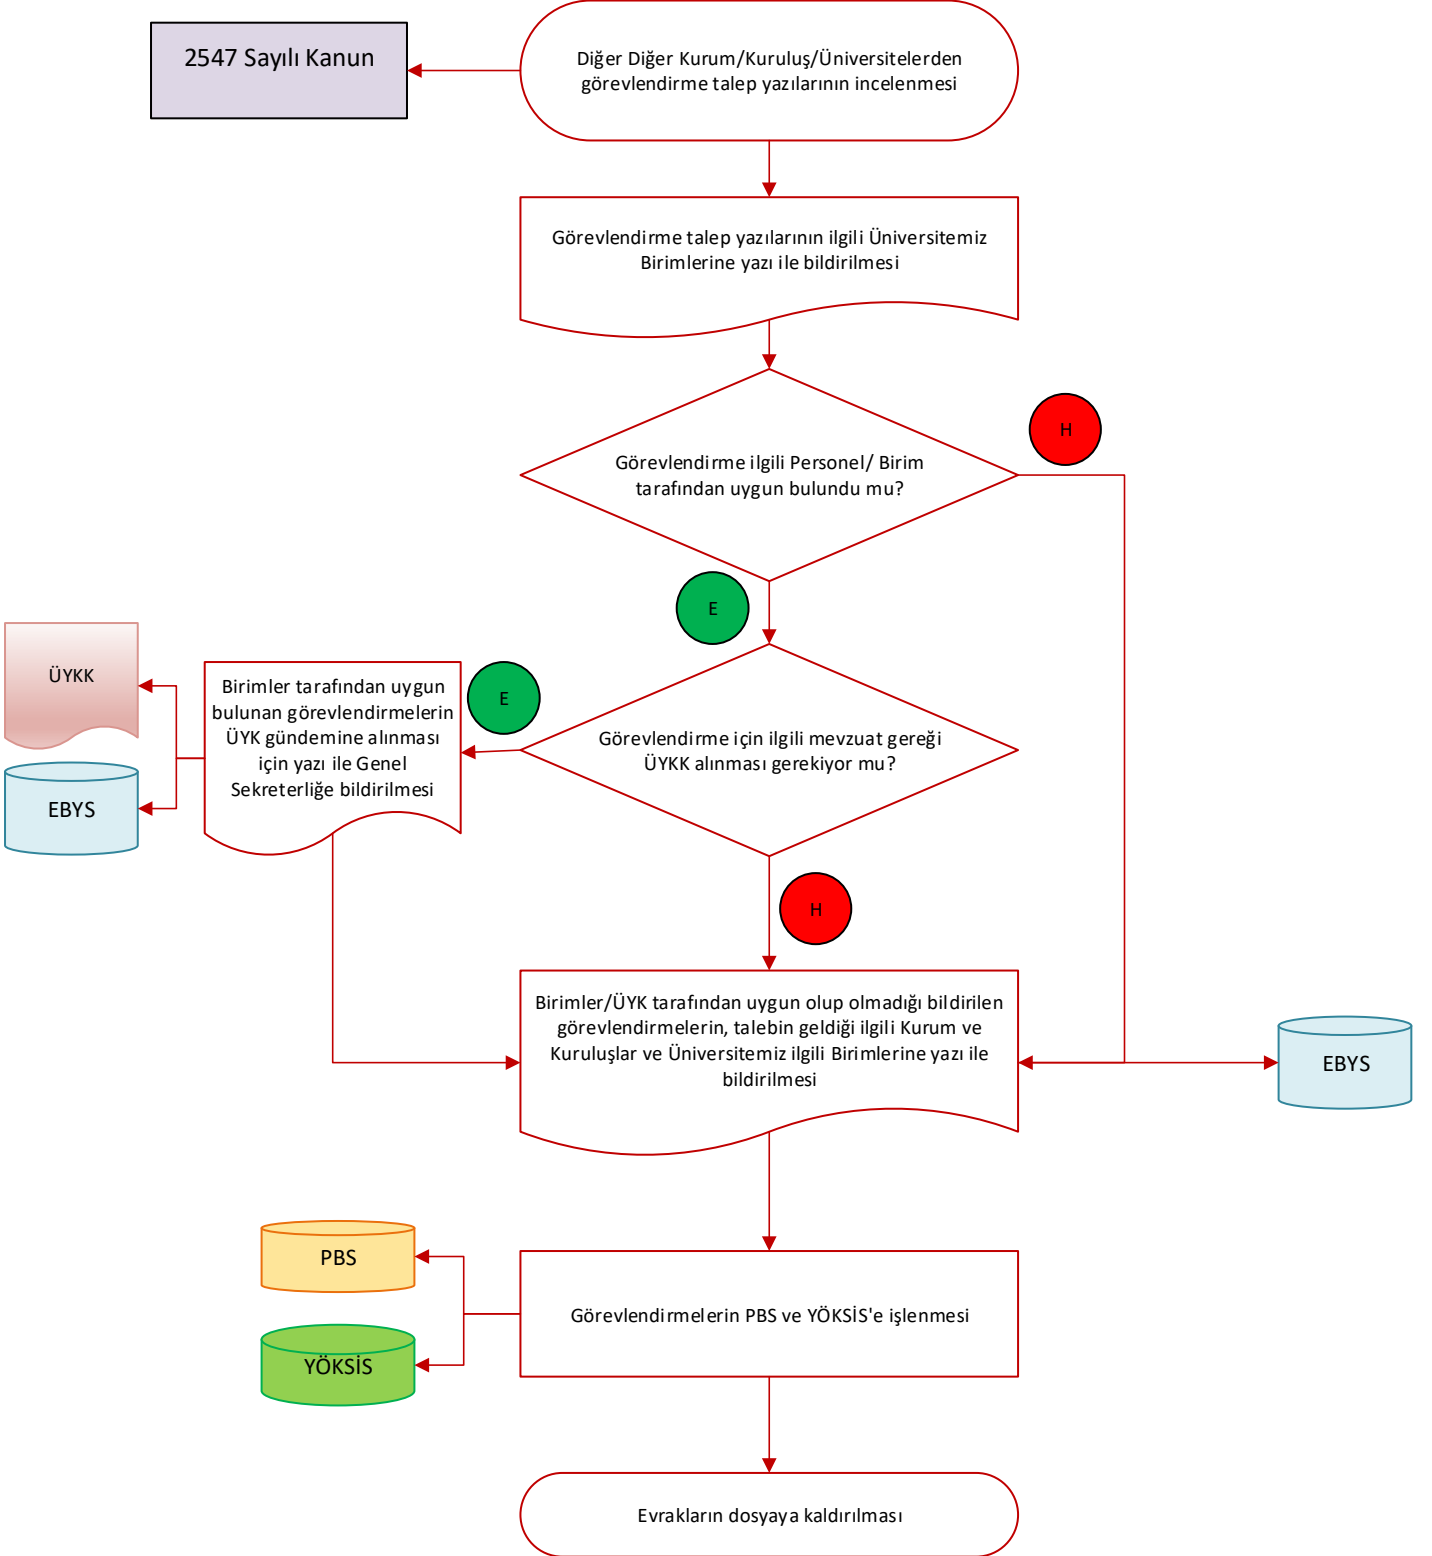 2547 Sayılı Kanun
Diğer Diğer Kurum/Kuruluş/Üniversitelerden
görevlendirme talep yazılarının incelenmesi
Görevlendirme talep yazılarının ilgili Üniversitemiz
Birimlerine yazı ile bildirilmesi
H
Görevlendirme ilgili Personel/ Birim
tarafından uygun bulundu mu?
E
ÜYKK
EBYS
Birimler tarafından uygun
bulunan görevlendirmelerin
ÜYK gündemine alınması
için yazı ile Genel
Sekreterliğe bildirilmesi
E
Görevlendirme için ilgili mevzuat gereği
ÜYKK alınması gerekiyor mu?
H
Birimler/ÜYK tarafından uygun olup olmadığı bildirilen
görevlendirmelerin, talebin geldiği ilgili Kurum ve
Kuruluşlar ve Üniversitemiz ilgili Birimlerine yazı ile
bildirilmesi
EBYS
PBS
YÖKSİS
Görevlendirmelerin PBS ve YÖKSİS'e işlenmesi
Evrakların dosyaya kaldırılması